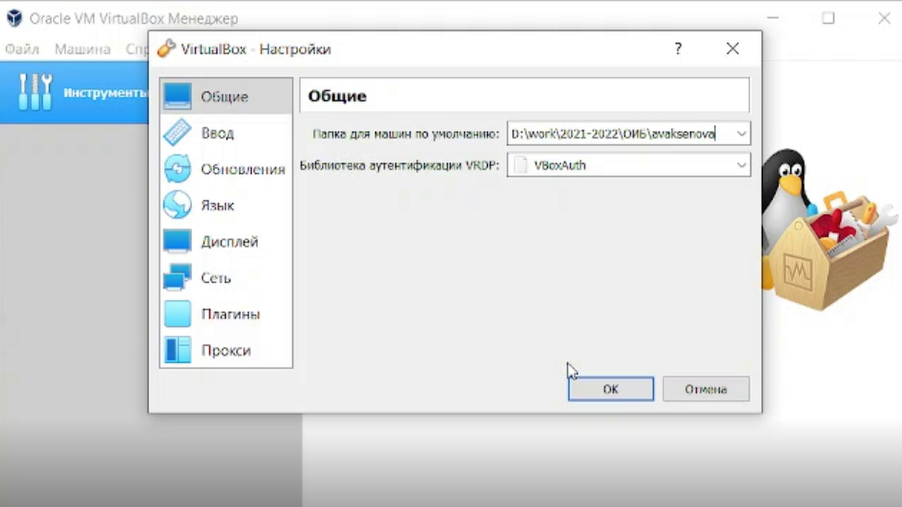 Oracle VM VirtualBox Менеджер
Файл Машина Спр
VirtualBox - Настройки
?
Инструменты
Общие
Ввод
Обновления
Язык
Дисплей
Сеть
Плагины
Прокси
Общие
Папка для машин по умолчанию: D:\work\2021-2022\ОИБ\avaksenova
Библиотека аутентификации VRDP: VBoxAuth
OK Отмена